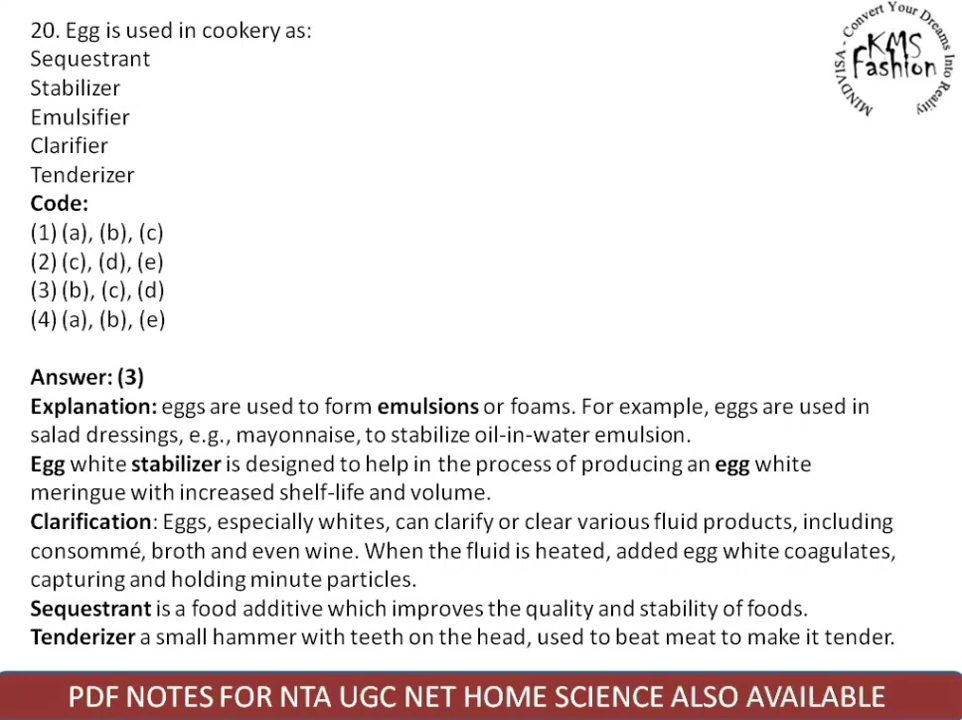 20. Egg is used in cookery as:
Sequestrant
Stabilizer
Emulsifier
Clarifier
Tenderizer
Code:
(1) (a), (b), (c)
(2) (c), (d), (e)
(3) (b), (c), (d)
(4) (a), (b), (e)
Answer: (3)
Explanation: eggs are used to form emulsions or foams. For example, eggs are used in
salad dressings, e.g., mayonnaise, to stabilize oil-in-water emulsion.
Egg white stabilizer is designed to help in the process of producing an egg white
meringue with increased shelf-life and volume.
Clarification: Eggs, especially whites, can clarify or clear various fluid products, including
consommé, broth and even wine. When the fluid is heated, added egg white coagulates,
capturing and holding minute particles.
Sequestrant is a food additive which improves the quality and stability of foods.
Tenderizer a small hammer with teeth on the head, used to beat meat to make it tender.
MINDVISA - Convert Your Dreams Into Reality
KMS
Fashion
PDF NOTES FOR NTA UGC NET HOME SCIENCE ALSO AVAILABLE